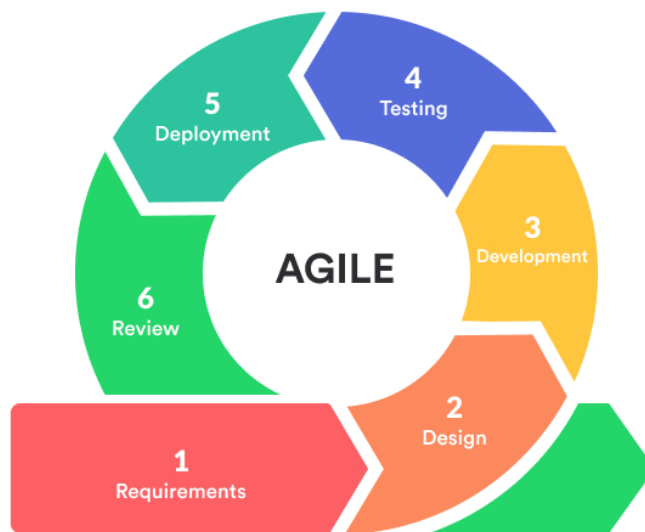 AGILE
1
Requirements
2
Design
3
Development
4
Testing
5
Deployment
6
Review